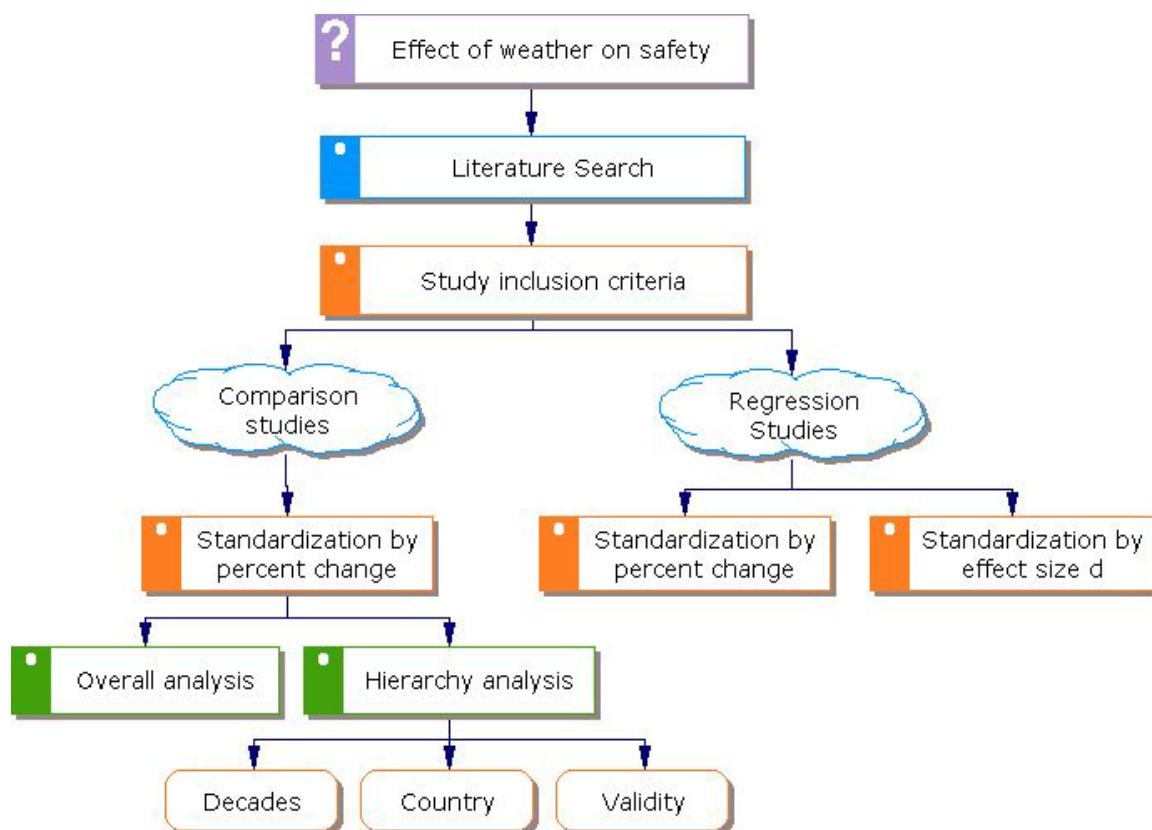 ?
Effect of weather on safety
Literature Search
Study inclusion criteria
Comparison
studies
Regression
Studies
Standardization by
percent change
Standardization by
percent change
Standardization by
effect size d
Overall analysis
Hierarchy analysis
Decades
Country
Validity